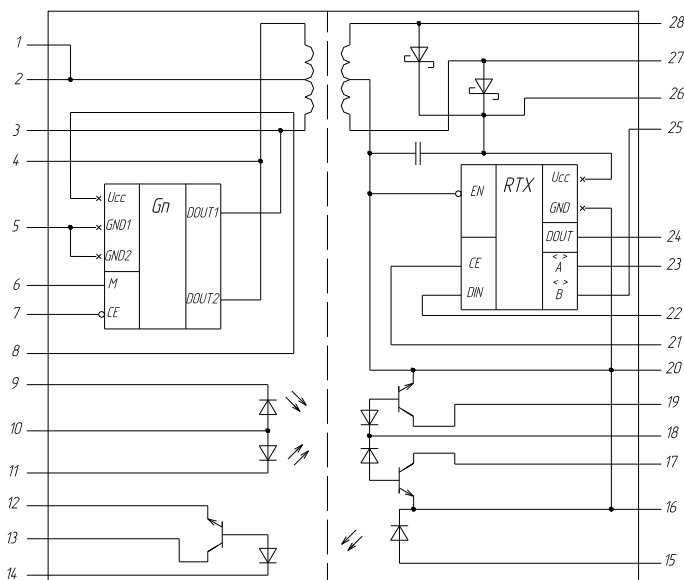 1
2
3
4
5
6
7
8
9
10
11
12
13
14
Ucc
GND1
GND2
M
CE
Gn
DOUT1
DOUT2
EN
CE
DIN
RTX
Ucc
GND
DOUT
< >
A
< >
B
28
27
26
25
24
23
22
21
20
19
18
17
16
15